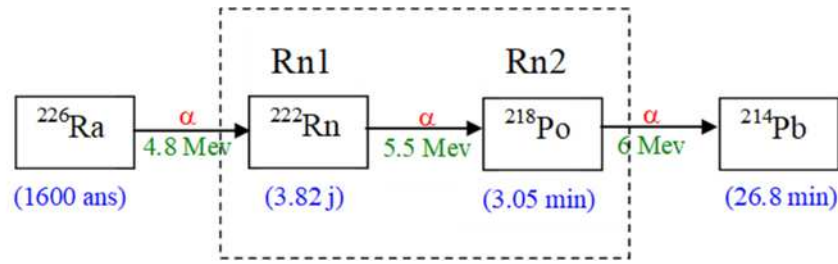 Rn1 Rn2
²²⁶Ra α ²²²Rn α ²¹⁸Po α ²¹⁴Pb
4.8 Mev 5.5 Mev 6 Mev
(1600 ans) (3.82 j) (3.05 min) (26.8 min)